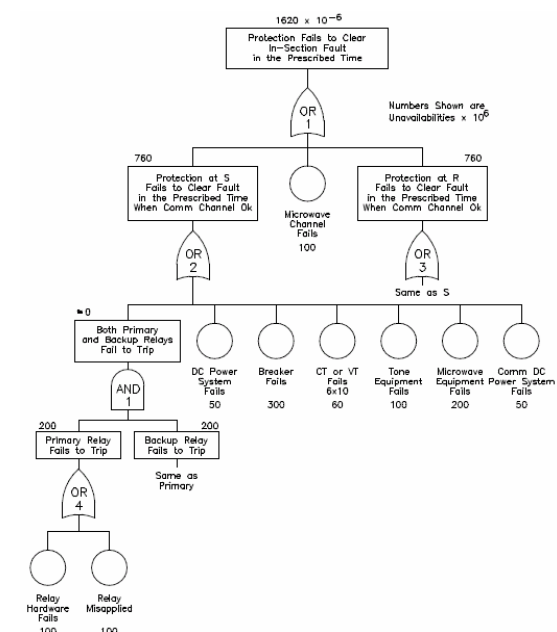 1620 x 10⁻⁶
Protection Fails to Clear
In-Section Fault
in the Prescribed Time
OR
1
Numbers Shown are
Unavailabilities x 10⁶
760
Protection at S
Fails to Clear Fault
in the Prescribed Time
When Comm Channel Ok
Microwave
Channel
Fails
100
760
Protection at R
Fails to Clear Fault
in the Prescribed Time
When Comm Channel Ok
OR
2
OR
3
Same as S
0
Both Primary
and Backup Relays
Fail to Trip
DC Power
System
Fails
50
Breaker
Fails
300
CT or VT
Fails
6x10
60
Tone
Equipment
Fails
100
Microwave
Equipment
Fails
200
Comm DC
Power System
Fails
50
AND
1
200
Primary Relay
Fails to Trip
200
Backup Relay
Fails to Trip
Same as
Primary
OR
4
Relay
Hardware
Fails
100
Relay
Misapplied
100